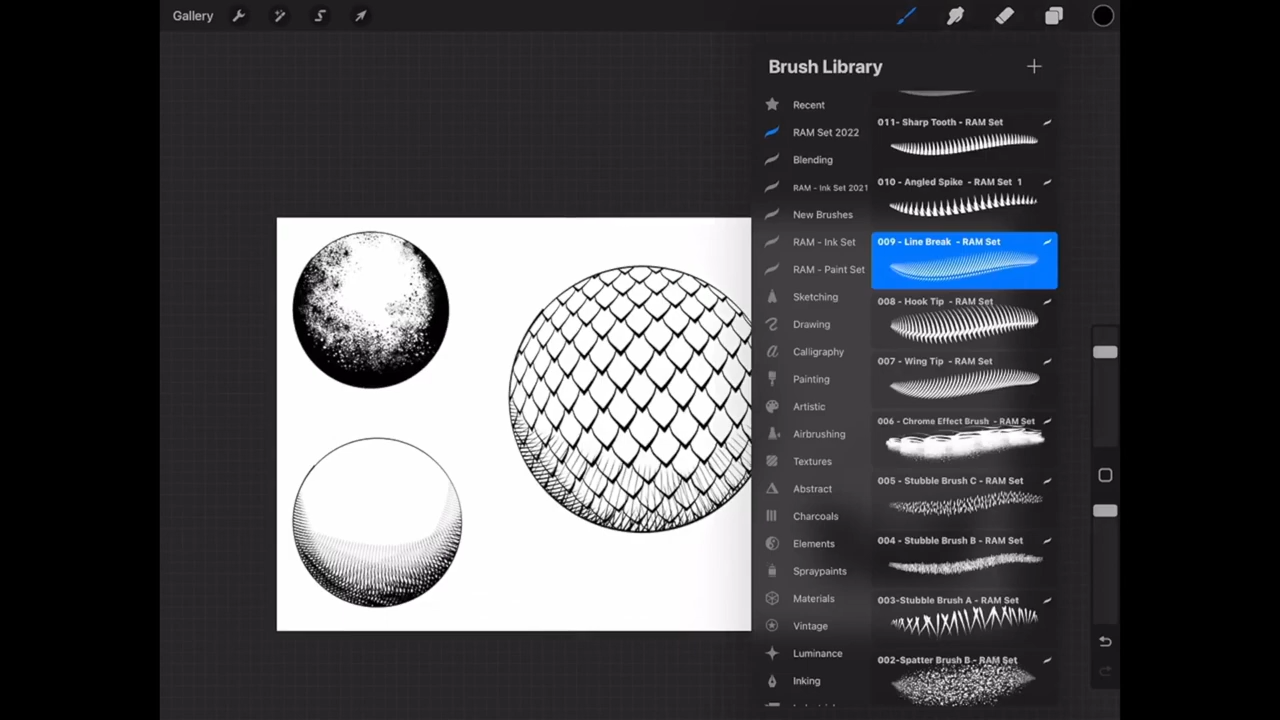 Gallery
Brush Library
Recent
RAM Set 2022
Blending
RAM - Ink Set 2021
New Brushes
RAM - Ink Set
RAM - Paint Set
Sketching
Drawing
Calligraphy
Painting
Artistic
Airbrushing
Textures
Abstract
Charcoals
Elements
Spraypaints
Materials
Vintage
Luminance
Inking
011- Sharp Tooth - RAM Set
010 - Angled Spike - RAM Set 1
009 - Line Break - RAM Set
008 - Hook Tip - RAM Set
007 - Wing Tip - RAM Set
006 - Chrome Effect Brush - RAM Set
005 - Stubble Brush C - RAM Set
004 - Stubble Brush B - RAM Set
003-Stubble Brush A - RAM Set
002-Spatter Brush B - RAM Set